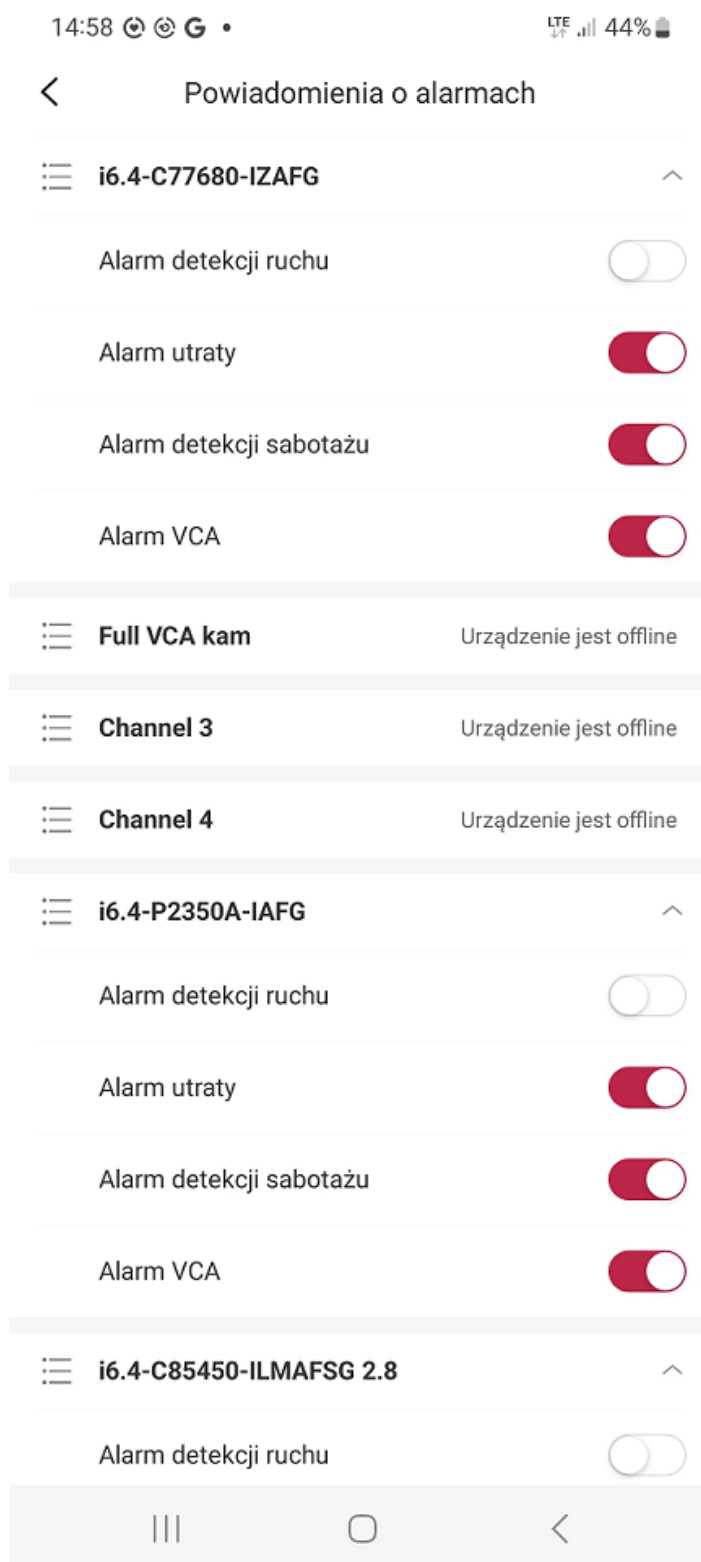 14:58 G • LTE 44%
Powiadomienia o alarmach
i6.4-C77680-IZAFG
Alarm detekcji ruchu
Alarm utraty
Alarm detekcji sabotażu
Alarm VCA
Full VCA kam Urządzenie jest offline
Channel 3 Urządzenie jest offline
Channel 4 Urządzenie jest offline
i6.4-P2350A-IAFG
Alarm detekcji ruchu
Alarm utraty
Alarm detekcji sabotażu
Alarm VCA
i6.4-C85450-ILMAFSG 2.8
Alarm detekcji ruchu